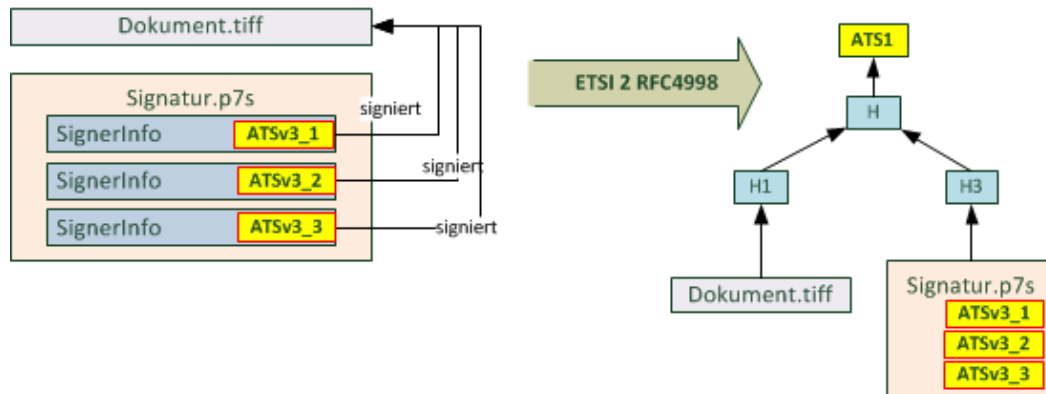 Dokument.tiff
Signatur.p7s
SignerInfo ATSv3_1
signiert
SignerInfo ATSv3_2
signiert
SignerInfo ATSv3_3
signiert
ETSI 2 RFC4998
ATS1
H
H1
H3
Dokument.tiff
Signatur.p7s
ATSv3_1
ATSv3_2
ATSv3_3